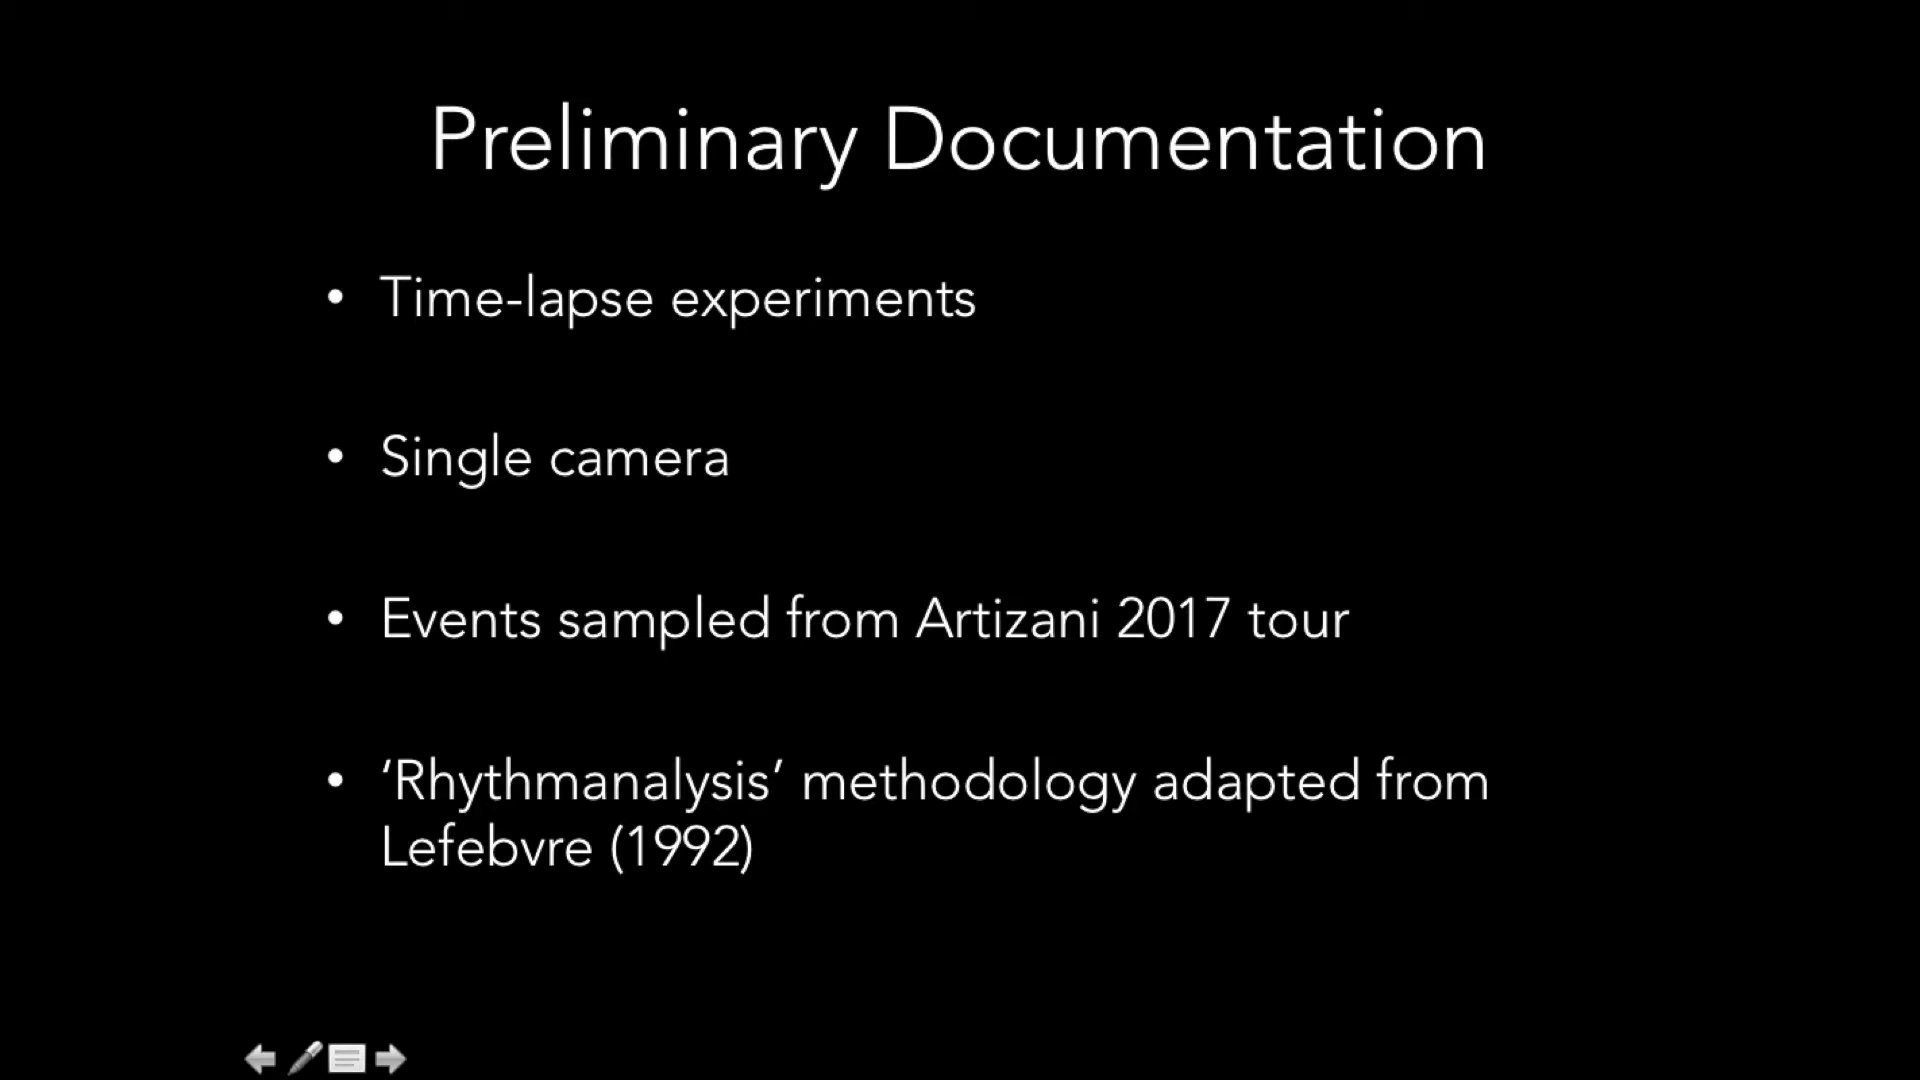 Preliminary Documentation
• Time-lapse experiments
• Single camera
• Events sampled from Artizani 2017 tour
• ‘Rhythmanalysis’ methodology adapted from
Lefebvre (1992)